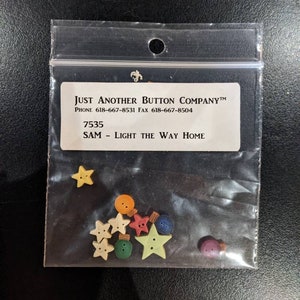 Just Another Button Company™
Phone 618-667-8531 Fax 618-667-8504
7535
SAM - Light the Way Home